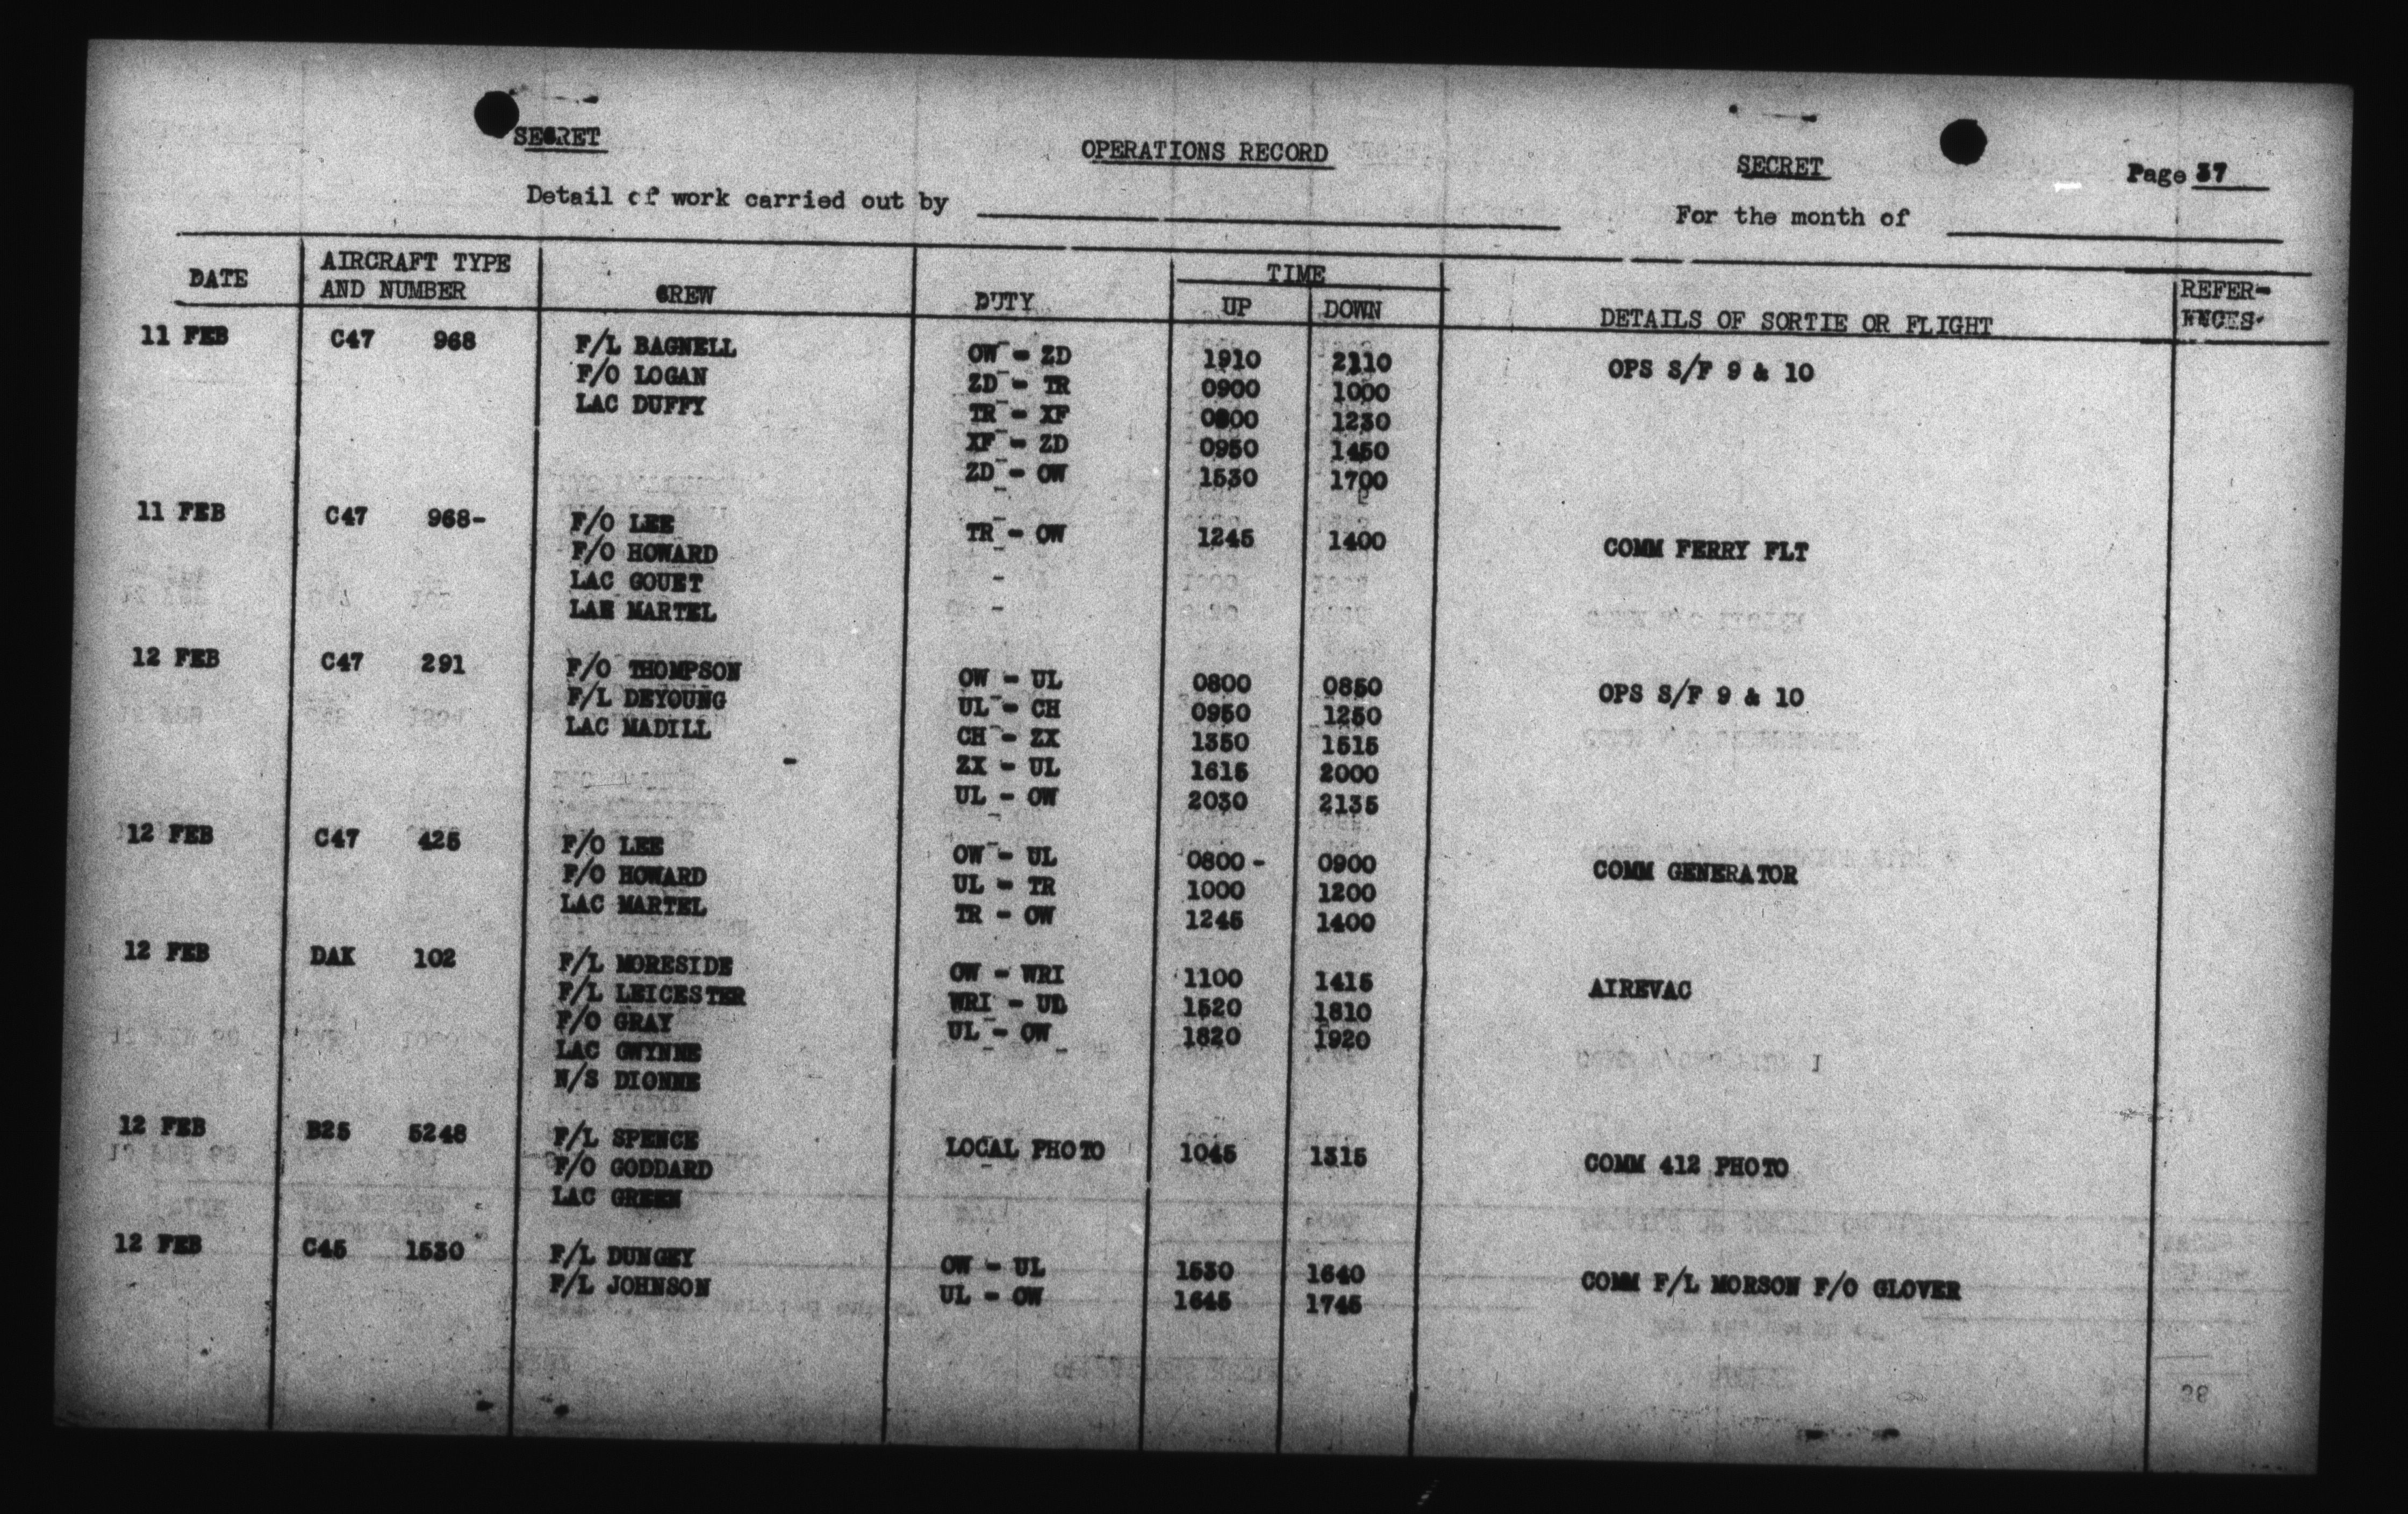 SECRET
OPERATIONS RECORD
SECRET
Page 37
Detail of work carried out by
For the month of
DATE AIRCRAFT TYPE AND NUMBER CREW DUTY TIME UP DOWN DETAILS OF SORTIE OR FLIGHT REFER-ENCES
11 FEB C47 968 F/L BAGNELL OW - ZD 1910 2110 OPS S/F 9 & 10
F/O LOGAN ZD - TR 0900 1000
LAC DUFFY TR - XF 0800 1230
XF - ZD 0950 1450
ZD - OW 1530 1700
11 FEB C47 968- F/O LEE TR - OW 1245 1400 COMM FERRY FLT
F/O HOWARD
LAC GOUET -
LAE MARTEL -
12 FEB C47 291 F/O THOMPSON OW - UL 0800 0850 OPS S/F 9 & 10
F/L DEYOUNG UL - CH 0950 1250
LAC MADILL CH - ZX 1350 1515
ZX - UL 1615 2000
UL - OW 2030 2135
12 FEB C47 425 F/O LEE OW - UL 0800 - 0900 COMM GENERATOR
F/O HOWARD UL - TR 1000 1200
LAC MARTEL TR - OW 1245 1400
12 FEB DAK 102 F/L MORESIDE OW - WRI 1100 1415 AIREVAC
F/L LEICESTER WRI - UL 1520 1810
F/O GRAY UL - OW 1820 1920
LAC GWYNNE
N/S DIONNE
12 FEB B25 5248 F/L SPENCE LOCAL PHOTO 1045 1315 COMM 412 PHOTO
F/O GODDARD
LAC GREEN
12 FEB C45 1530 F/L DUNGEY OW - UL 1530 1640 COMM F/L MORSON F/O GLOVER
F/L JOHNSON UL - OW 1645 1745